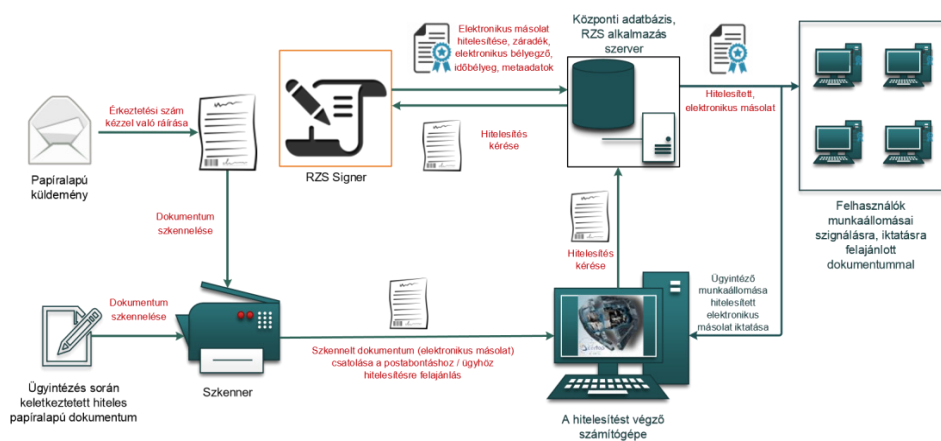 Elektronikus másolat
hitelesítése, záradék,
elektronikus bélyegző,
időbélyeg, metaadatok
Központi adatbázis,
RZS alkalmazás
szerver
Érkeztetési szám
kézzel való ráírása
Hitelesített,
elektronikus másolat
Hitelesítés
kérése
RZS Signer
Papíralapú
küldemény
Felhasználók
munkaállomásai
szignálásra, iktatásra
felajánlott
dokumentummal
Dokumentum
szkennelése
Hitelesítés
kérése
Ügyintéző
munkaállomása
hitelesített
elektronikus
másolat iktatása
Dokumentum
szkennelése
Szkennelt dokumentum (elektronikus másolat)
csatolása a postabontáshoz / ügyhöz
hitelesítésre felajánlás
Ügyintézés során
keletkeztetett hiteles
papíralapú dokumentum
Szkenner
A hitelesítést végző
számítógépe